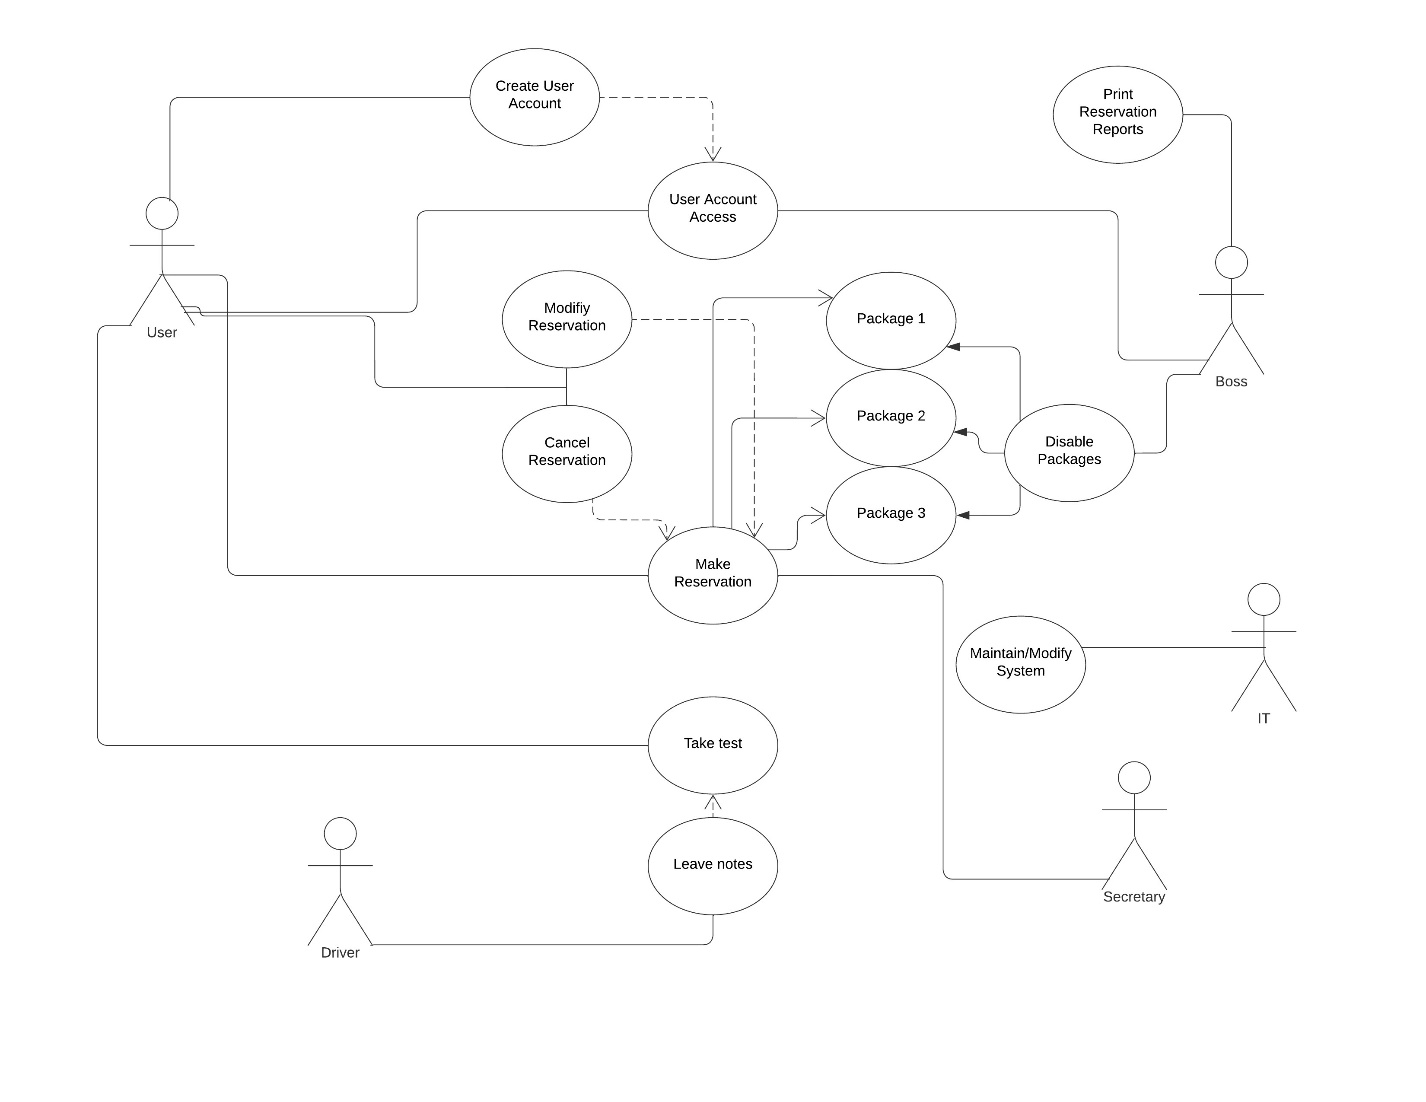 Create User
Account
Print
Reservation
Reports
User Account
Access
User
Modifiy
Reservation
Package 1
Boss
Package 2
Cancel
Reservation
Disable
Packages
Package 3
Make
Reservation
Maintain/Modify
System
IT
Take test
Leave notes
Secretary
Driver